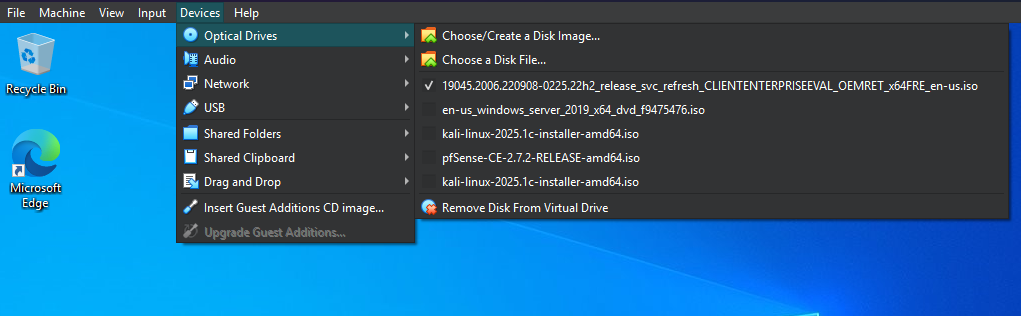 File Machine View Input Devices Help
Recycle Bin
Microsoft
Edge
Optical Drives
Audio
Network
USB
Shared Folders
Shared Clipboard
Drag and Drop
Insert Guest Additions CD image...
Upgrade Guest Additions...
Choose/Create a Disk Image...
Choose a Disk File...
19045.2006.220908-0225.22h2_release_svc_refresh_CLIENTENTERPRISEEVAL_OEMRET_x64FRE_en-us.iso
en-us_windows_server_2019_x64_dvd_f9475476.iso
kali-linux-2025.1c-installer-amd64.iso
pfSense-CE-2.7.2-RELEASE-amd64.iso
kali-linux-2025.1c-installer-amd64.iso
Remove Disk From Virtual Drive